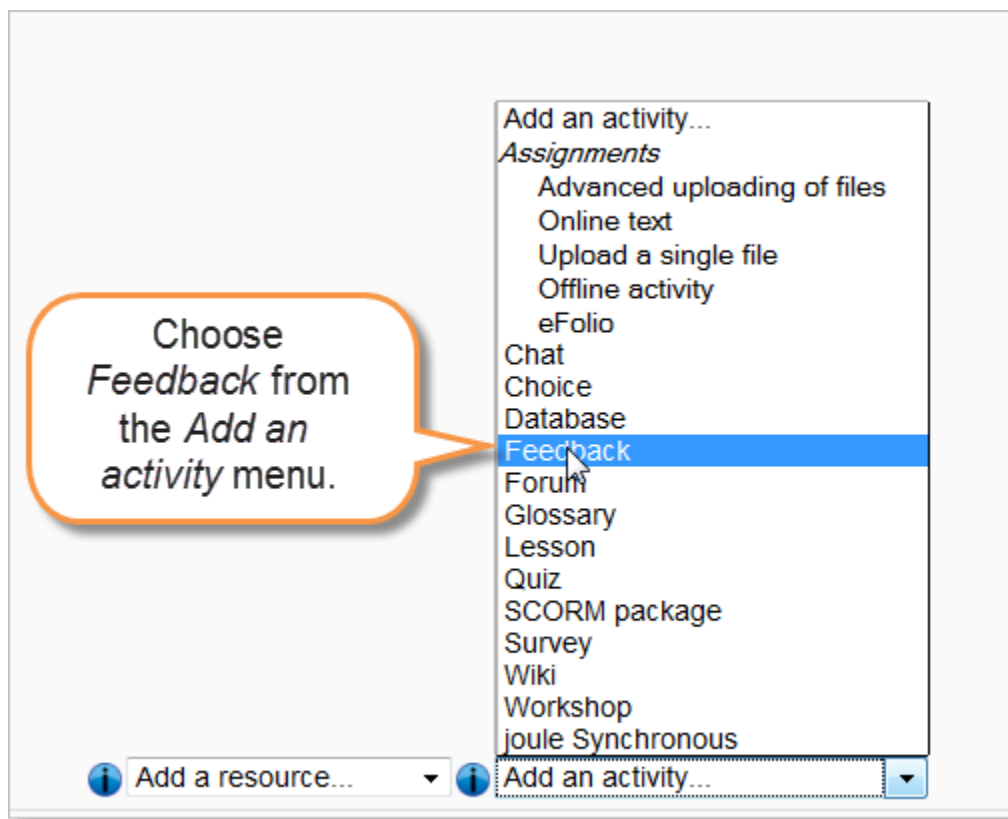 Add an activity...
Assignments
Advanced uploading of files
Online text
Upload a single file
Offline activity
eFolio
Chat
Choice
Database
Feedback
Forum
Glossary
Lesson
Quiz
SCORM package
Survey
Wiki
Workshop
joule Synchronous
Choose
Feedback from
the Add an
activity menu.
Add a resource...
Add an activity...